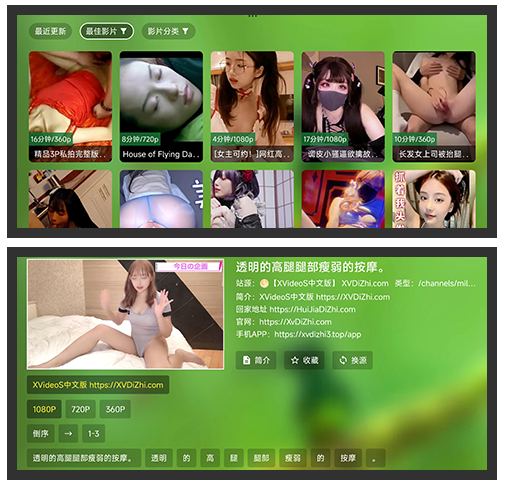 最近更新 最佳影片 影片分类
16分钟/360p 8分钟/720p 4分钟/1080p 17分钟/1080p 10分钟/360p
精品3P私拍完整版... House of Flying Da... [女主可约！]网红高... 调皮小骚逼欲擒故... 长发女上司被抬腿...
抓着我头
今日の企画
透明的高腿腿部瘦弱的按摩。
站源：【XVideoS中文版】 XVDiZhi.com 类型：/channels/mil...
简介：XVideoS中文版 https://XVDiZhi.com
回家地址 https://HuiJiaDiZhi.com
官网：https://XvDiZhi.com
手机APP：https://xvdizhi3.top/app
简介 收藏 换源
XVideoS中文版 https://XVDiZhi.com
1080P 720P 360P
倒序 → 1-3
透明的高腿腿部瘦弱的按摩。 透明 的 高 腿 腿部 瘦弱 的 按摩 。